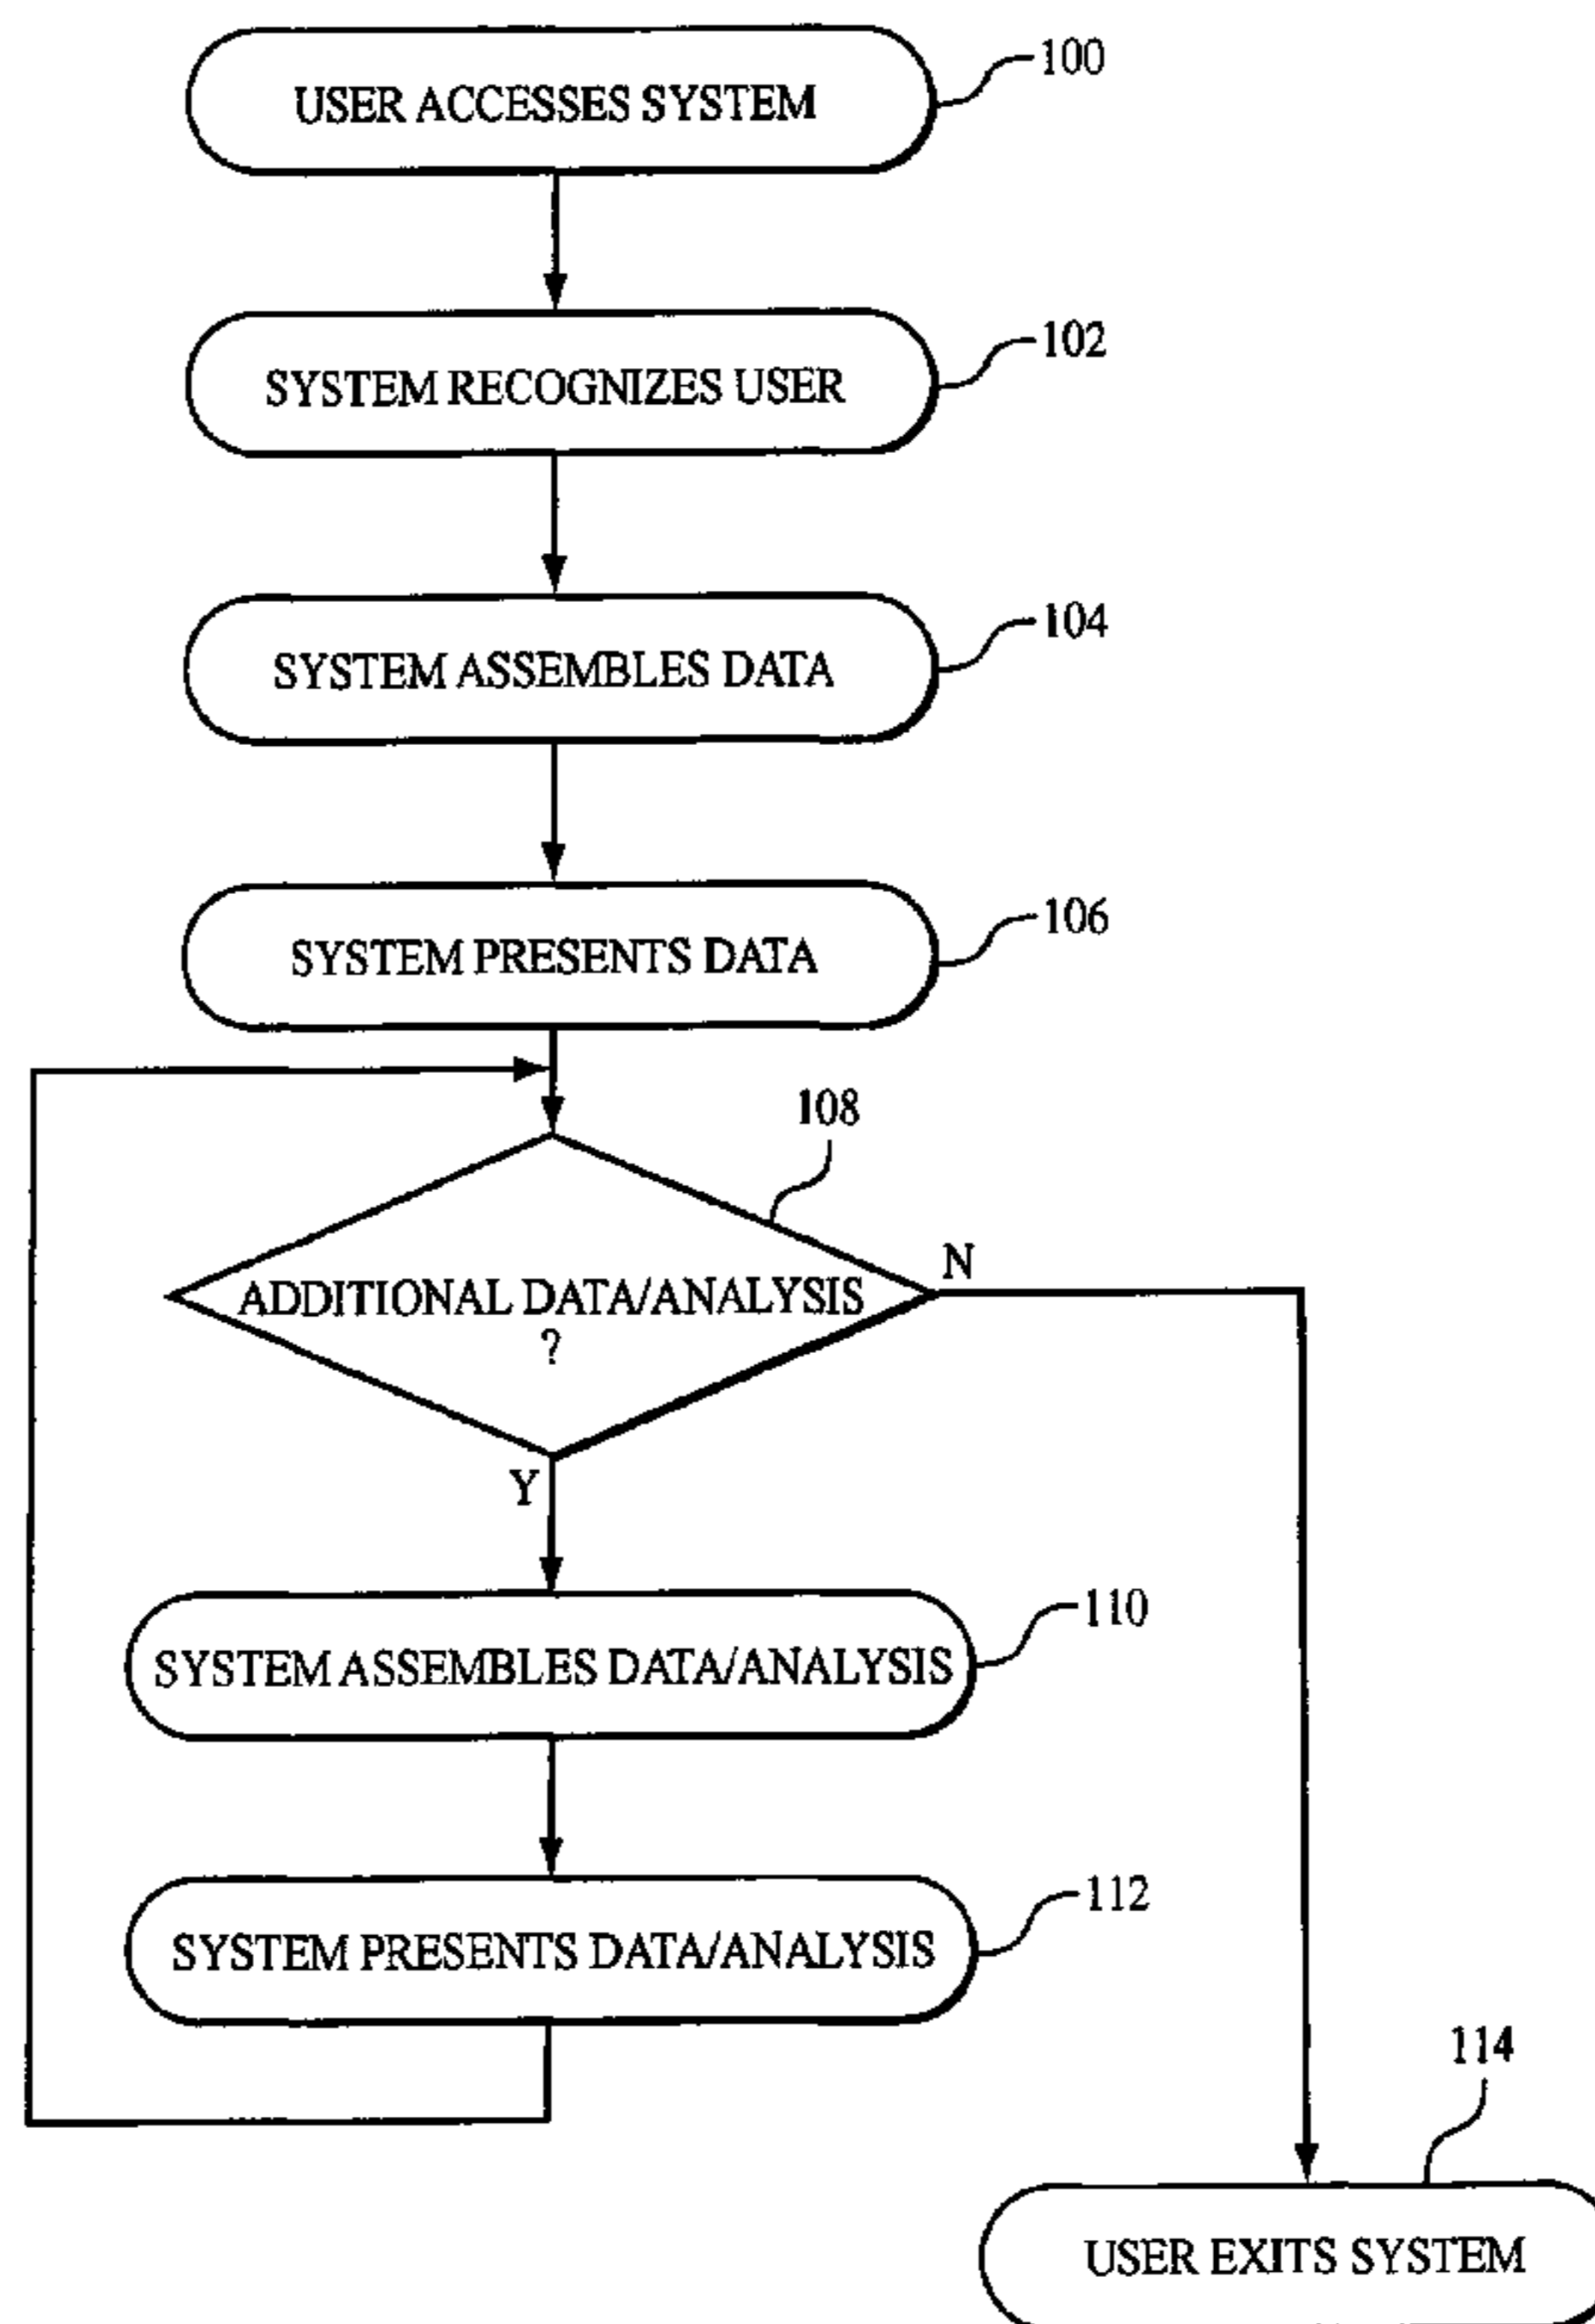 100
USER ACCESSES SYSTEM
102
SYSTEM RECOGNIZES USER
104
SYSTEM ASSEMBLES DATA
106
SYSTEM PRESENTS DATA
108
N
ADDITIONAL DATA/ANALYSIS
?
Y
110
SYSTEM ASSEMBLES DATA/ANALYSIS
112
SYSTEM PRESENTS DATA/ANALYSIS
114
USER EXITS SYSTEM